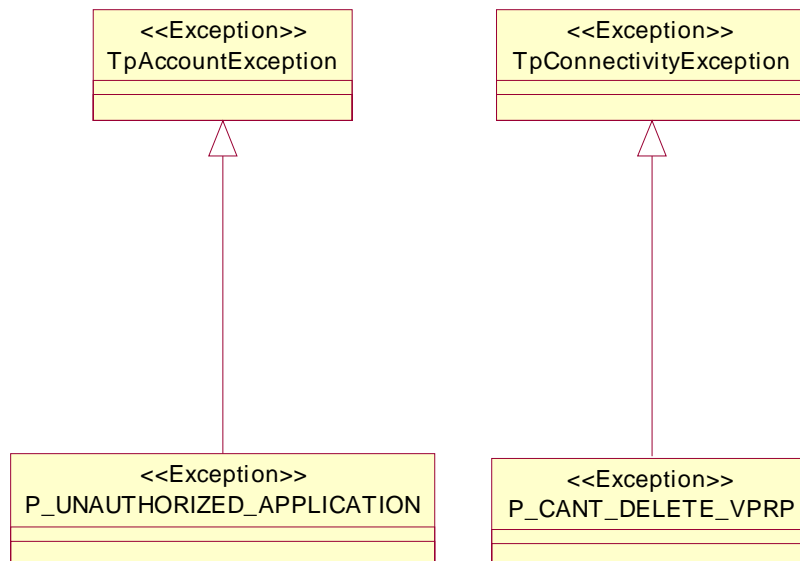 <<Exception>>
TpAccountException
<<Exception>>
TpConnectivityException
<<Exception>>
P_UNAUTHORIZED_APPLICATION
<<Exception>>
P_CANT_DELETE_VPRP